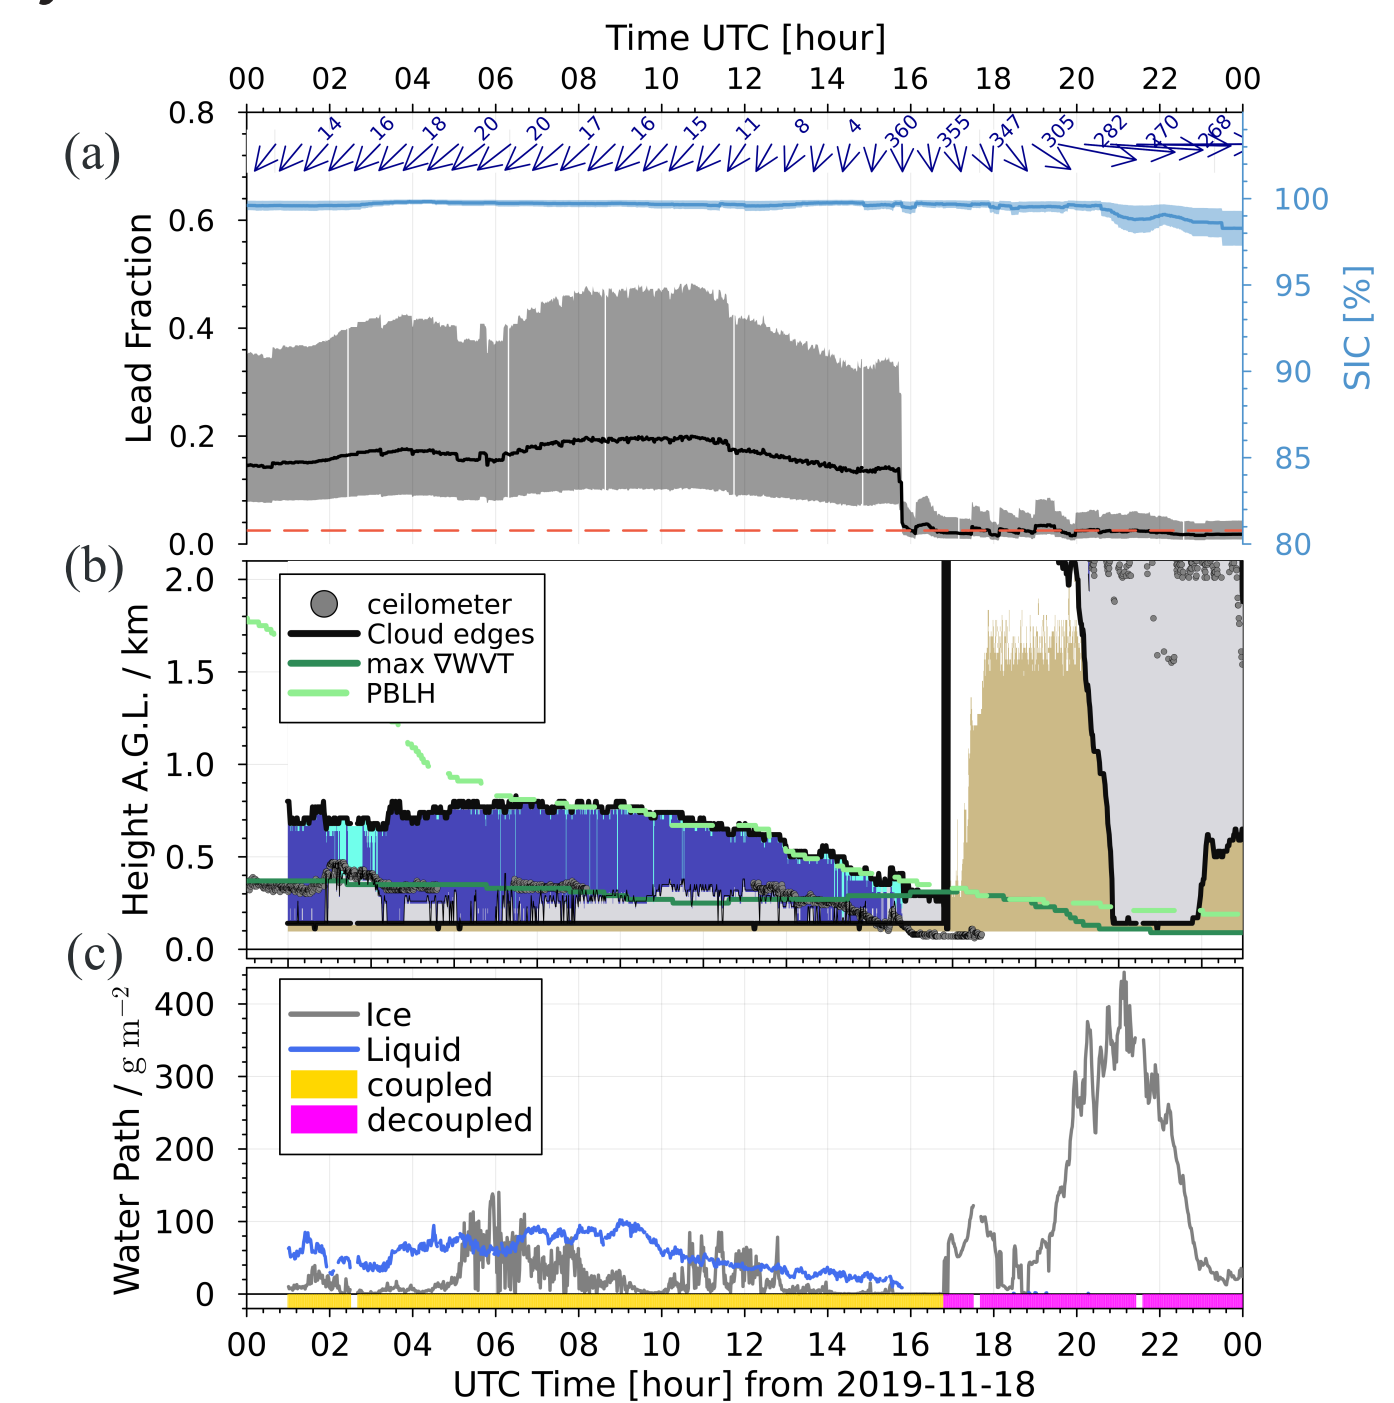 Time UTC [hour]
00 02 04 06 08 10 12 14 16 18 20 22 00
(a)
0.8
0.6
0.4
0.2
0.0
Lead Fraction
14 16 18 20 20 17 16 15 11 8 4 360 355 347 305 282 270 268
100
95
90
85
80
SIC [%]
(b)
2.0
1.5
1.0
0.5
0.0
Height A.G.L. / km
ceilometer
Cloud edges
max ∇WVT
PBLH
(c)
400
300
200
100
0
Water Path / g m⁻²
Ice
Liquid
coupled
decoupled
00 02 04 06 08 10 12 14 16 18 20 22 00
UTC Time [hour] from 2019-11-18